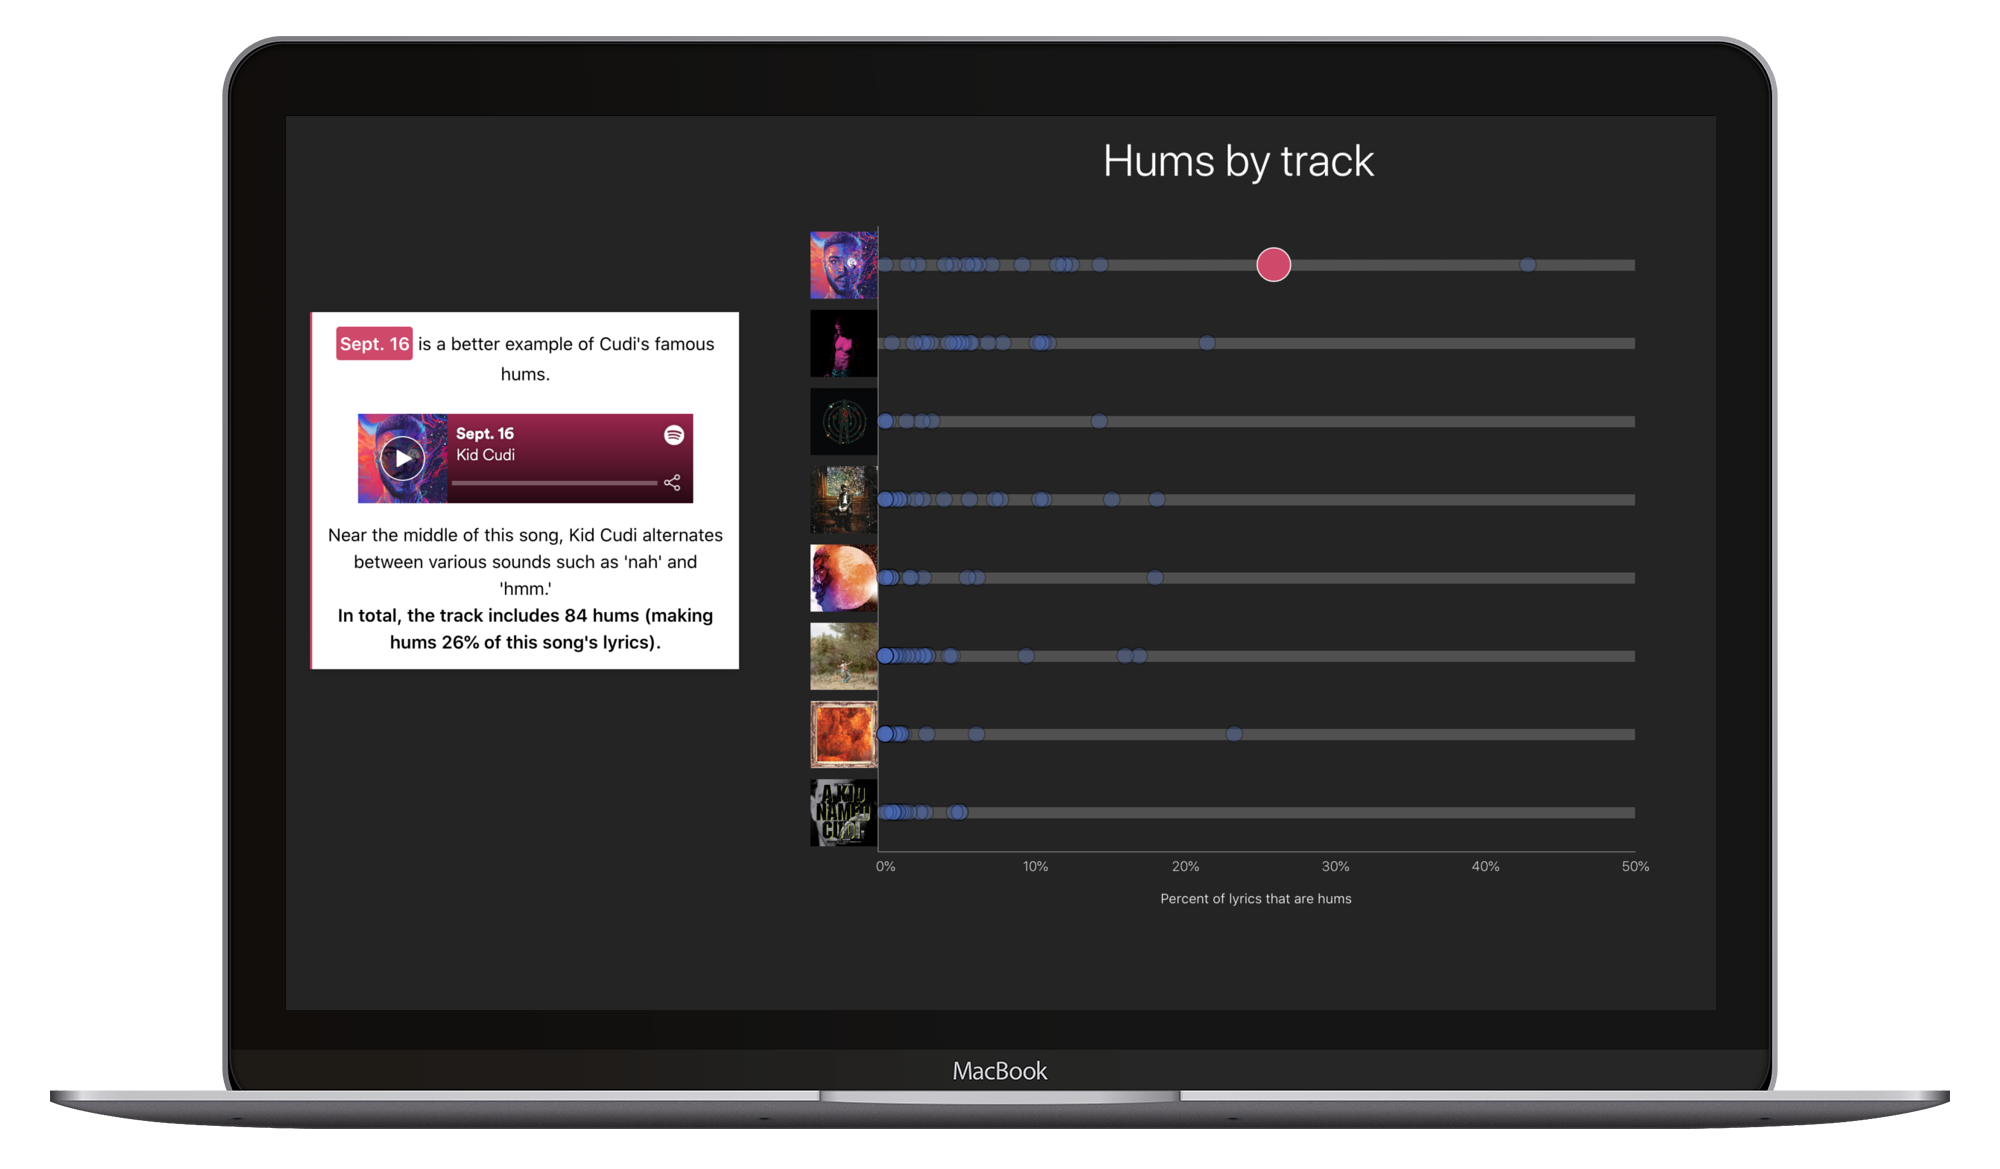 Hums by track
Sept. 16 is a better example of Cudi's famous
hums.
Sept. 16
Kid Cudi
Near the middle of this song, Kid Cudi alternates
between various sounds such as 'nah' and
'hmm.'
In total, the track includes 84 hums (making
hums 26% of this song's lyrics).
A KID
NAMED
CUDI
0% 10% 20% 30% 40% 50%
Percent of lyrics that are hums
MacBook